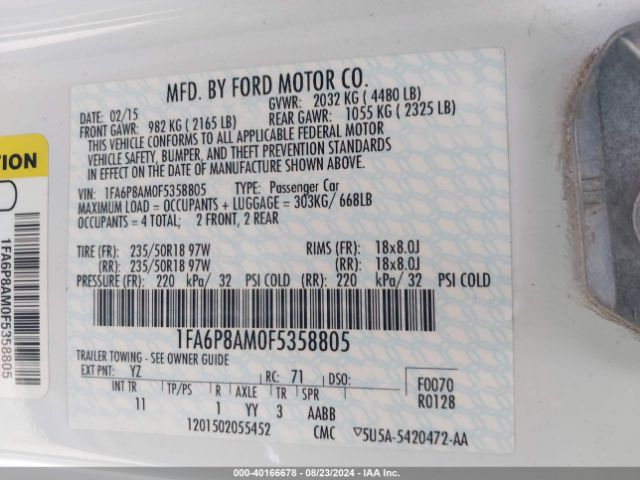 MFD. BY FORD MOTOR CO.
DATE: 02/15 GVWR: 2032 KG ( 4480 LB)
FRONT GAWR: 982 KG ( 2165 LB) REAR GAWR: 1055 KG ( 2325 LB)
THIS VEHICLE CONFORMS TO ALL APPLICABLE FEDERAL MOTOR
VEHICLE SAFETY, BUMPER, AND THEFT PREVENTION STANDARDS
IN EFFECT ON THE DATE OF MANUFACTURE SHOWN ABOVE.
VIN: 1FA6P8AM0F5358805 TYPE: Passenger Car
MAXIMUM LOAD = OCCUPANTS + LUGGAGE = 303KG/ 668LB
OCCUPANTS = 4 TOTAL; 2 FRONT, 2 REAR
TIRE (FR): 235/50R18 97W RIMS (FR): 18x8.0J
(RR): 235/50R18 97W (RR): 18x8.0J
PRESSURE (FR): 220 kPa/ 32 PSI COLD (RR): 220 kPa/ 32 PSI COLD
1FA6P8AM0F5358805
TRAILER TOWING - SEE OWNER GUIDE
EXT PNT: YZ RC: 71 DSO: F0070
INT TR TP/PS R AXLE TR SPR R0128
11 1 YY 3 AABB
1201502055452 CMC 5U5A-5420472-AA
TION
1FA6P8AM0F5358805
000-40166678 - 08/23/2024 - IAAI.COM